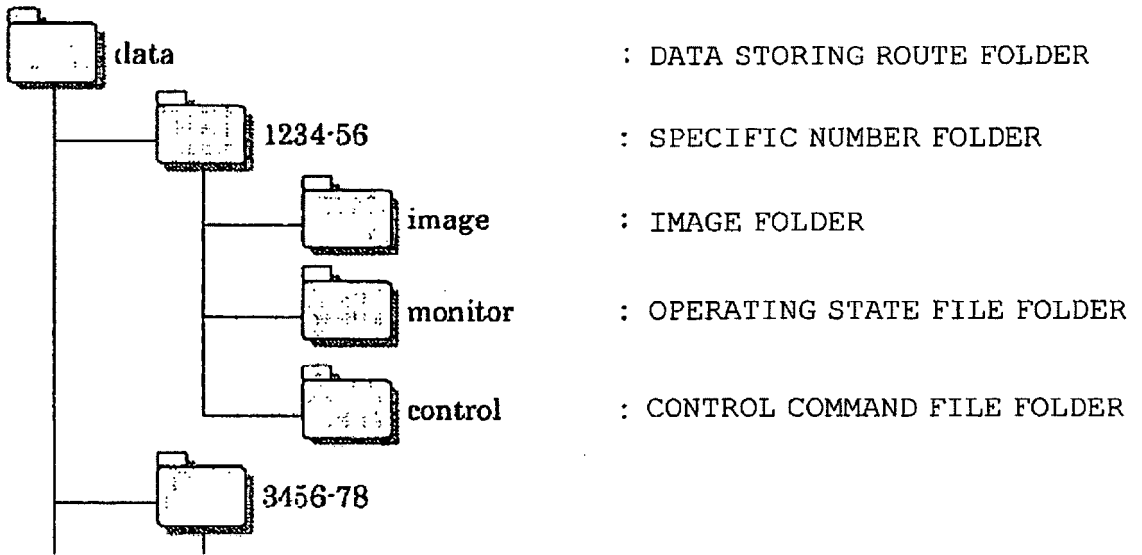 data : DATA STORING ROUTE FOLDER
1234-56 : SPECIFIC NUMBER FOLDER
image : IMAGE FOLDER
monitor : OPERATING STATE FILE FOLDER
control : CONTROL COMMAND FILE FOLDER
3456-78